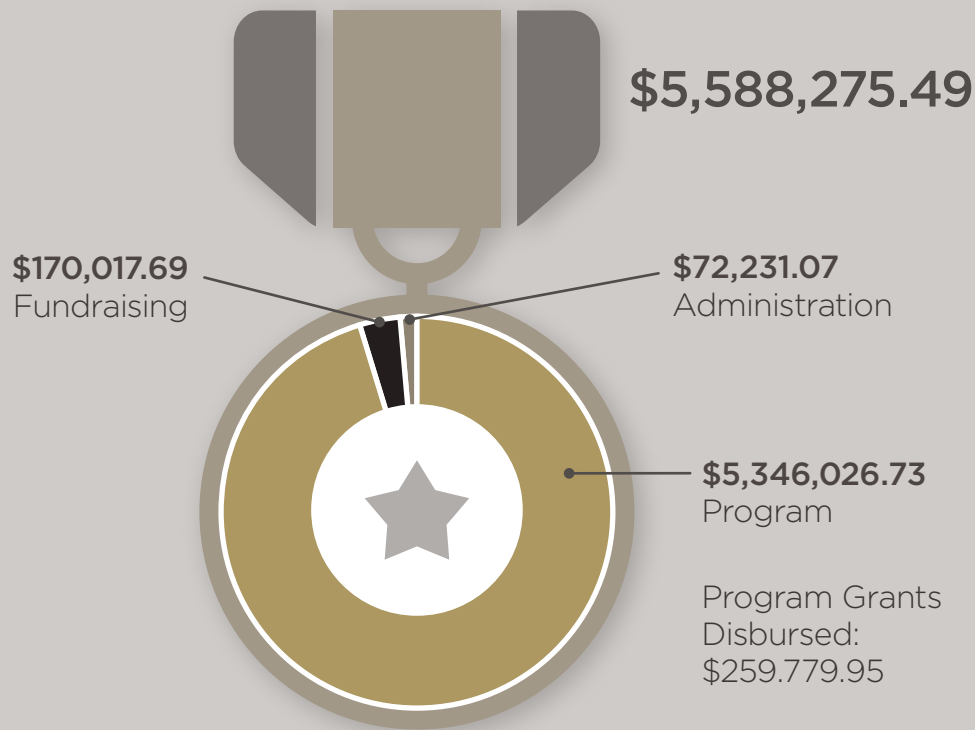 $5,588,275.49
$170,017.69
Fundraising
$72,231.07
Administration
$5,346,026.73
Program
Program Grants
Disbursed:
$259.779.95